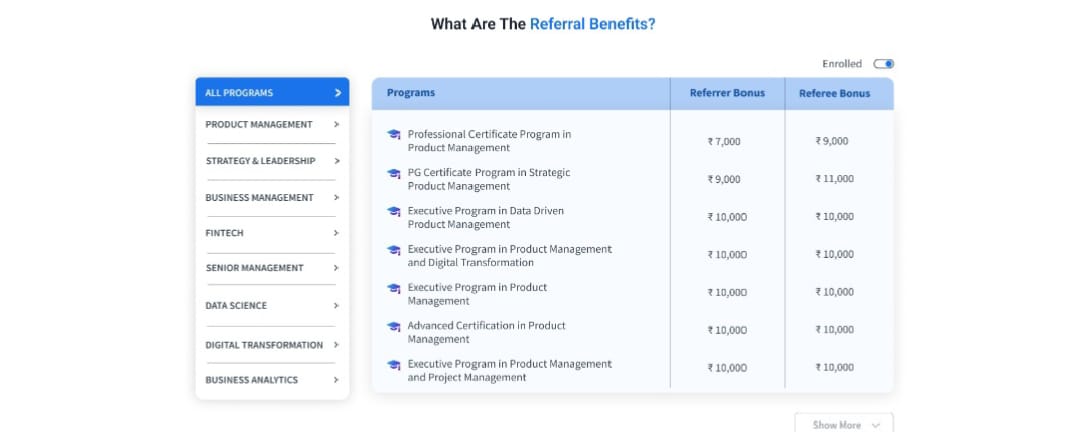 What Are The Referral Benefits?
Enrolled
ALL PROGRAMS
PRODUCT MANAGEMENT
STRATEGY & LEADERSHIP
BUSINESS MANAGEMENT
FINTECH
SENIOR MANAGEMENT
DATA SCIENCE
DIGITAL TRANSFORMATION
BUSINESS ANALYTICS
Programs Referrer Bonus Referee Bonus
Professional Certificate Program in
Product Management ₹ 7,000 ₹ 9,000
PG Certificate Program in Strategic
Product Management ₹ 9,000 ₹ 11,000
Executive Program in Data Driven
Product Management ₹ 10,000 ₹ 10,000
Executive Program in Product Management
and Digital Transformation ₹ 10,000 ₹ 10,000
Executive Program in Product
Management ₹ 10,000 ₹ 10,000
Advanced Certification in Product
Management ₹ 10,000 ₹ 10,000
Executive Program in Product Management
and Project Management ₹ 10,000 ₹ 10,000
Show More